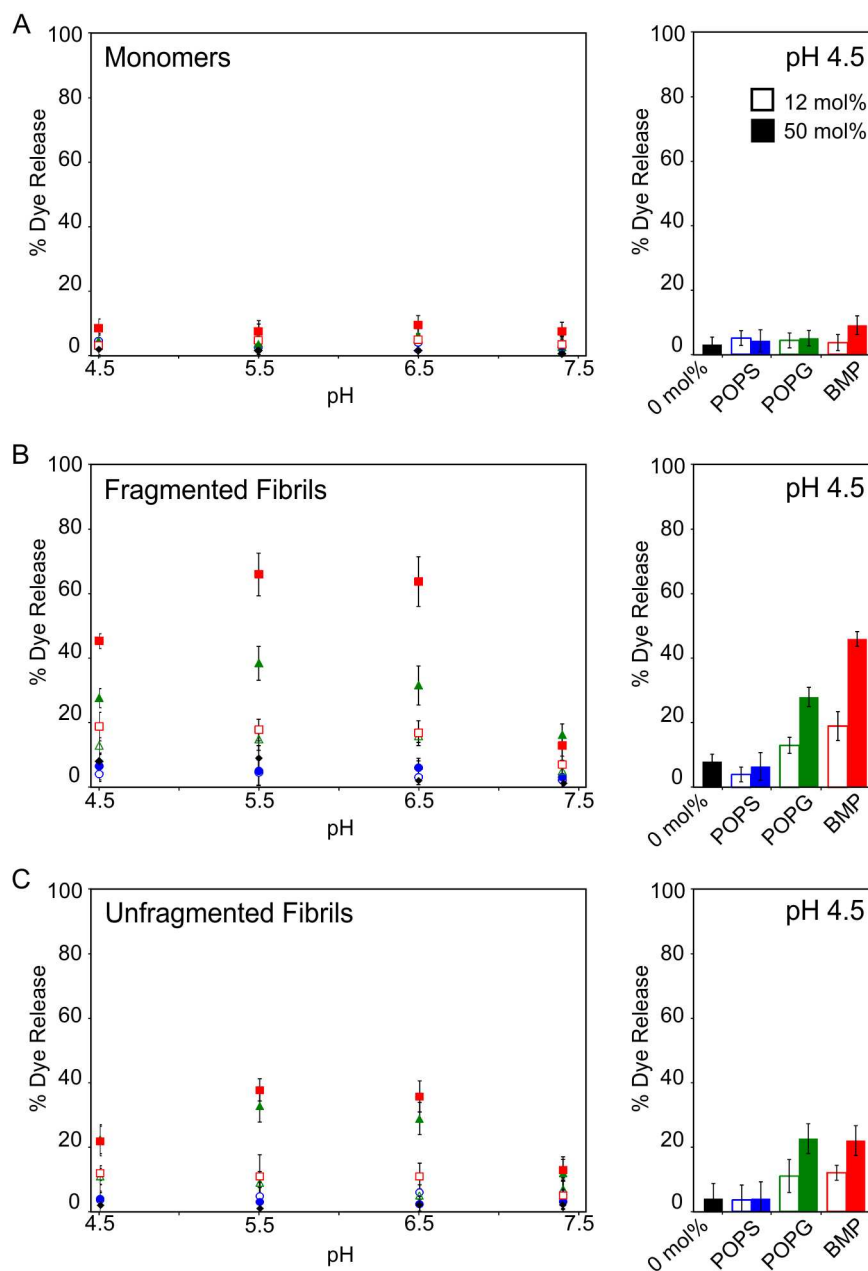 A
Monomers
% Dye Release
100
80
60
40
20
0
4.5 5.5 6.5 7.5
pH
pH 4.5
12 mol%
50 mol%
% Dye Release
100
80
60
40
20
0
0 mol% POPS POPG BMP
B
Fragmented Fibrils
% Dye Release
100
80
60
40
20
0
4.5 5.5 6.5 7.5
pH
pH 4.5
% Dye Release
100
80
60
40
20
0
0 mol% POPS POPG BMP
C
Unfragmented Fibrils
% Dye Release
100
80
60
40
20
0
4.5 5.5 6.5 7.5
pH
pH 4.5
% Dye Release
100
80
60
40
20
0
0 mol% POPS POPG BMP